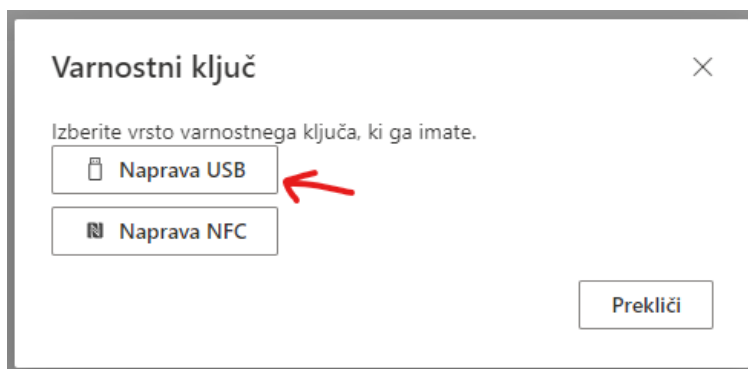 Varnostni ključ
Izberite vrsto varnostnega ključa, ki ga imate.
Naprava USB
Naprava NFC
Prekliči